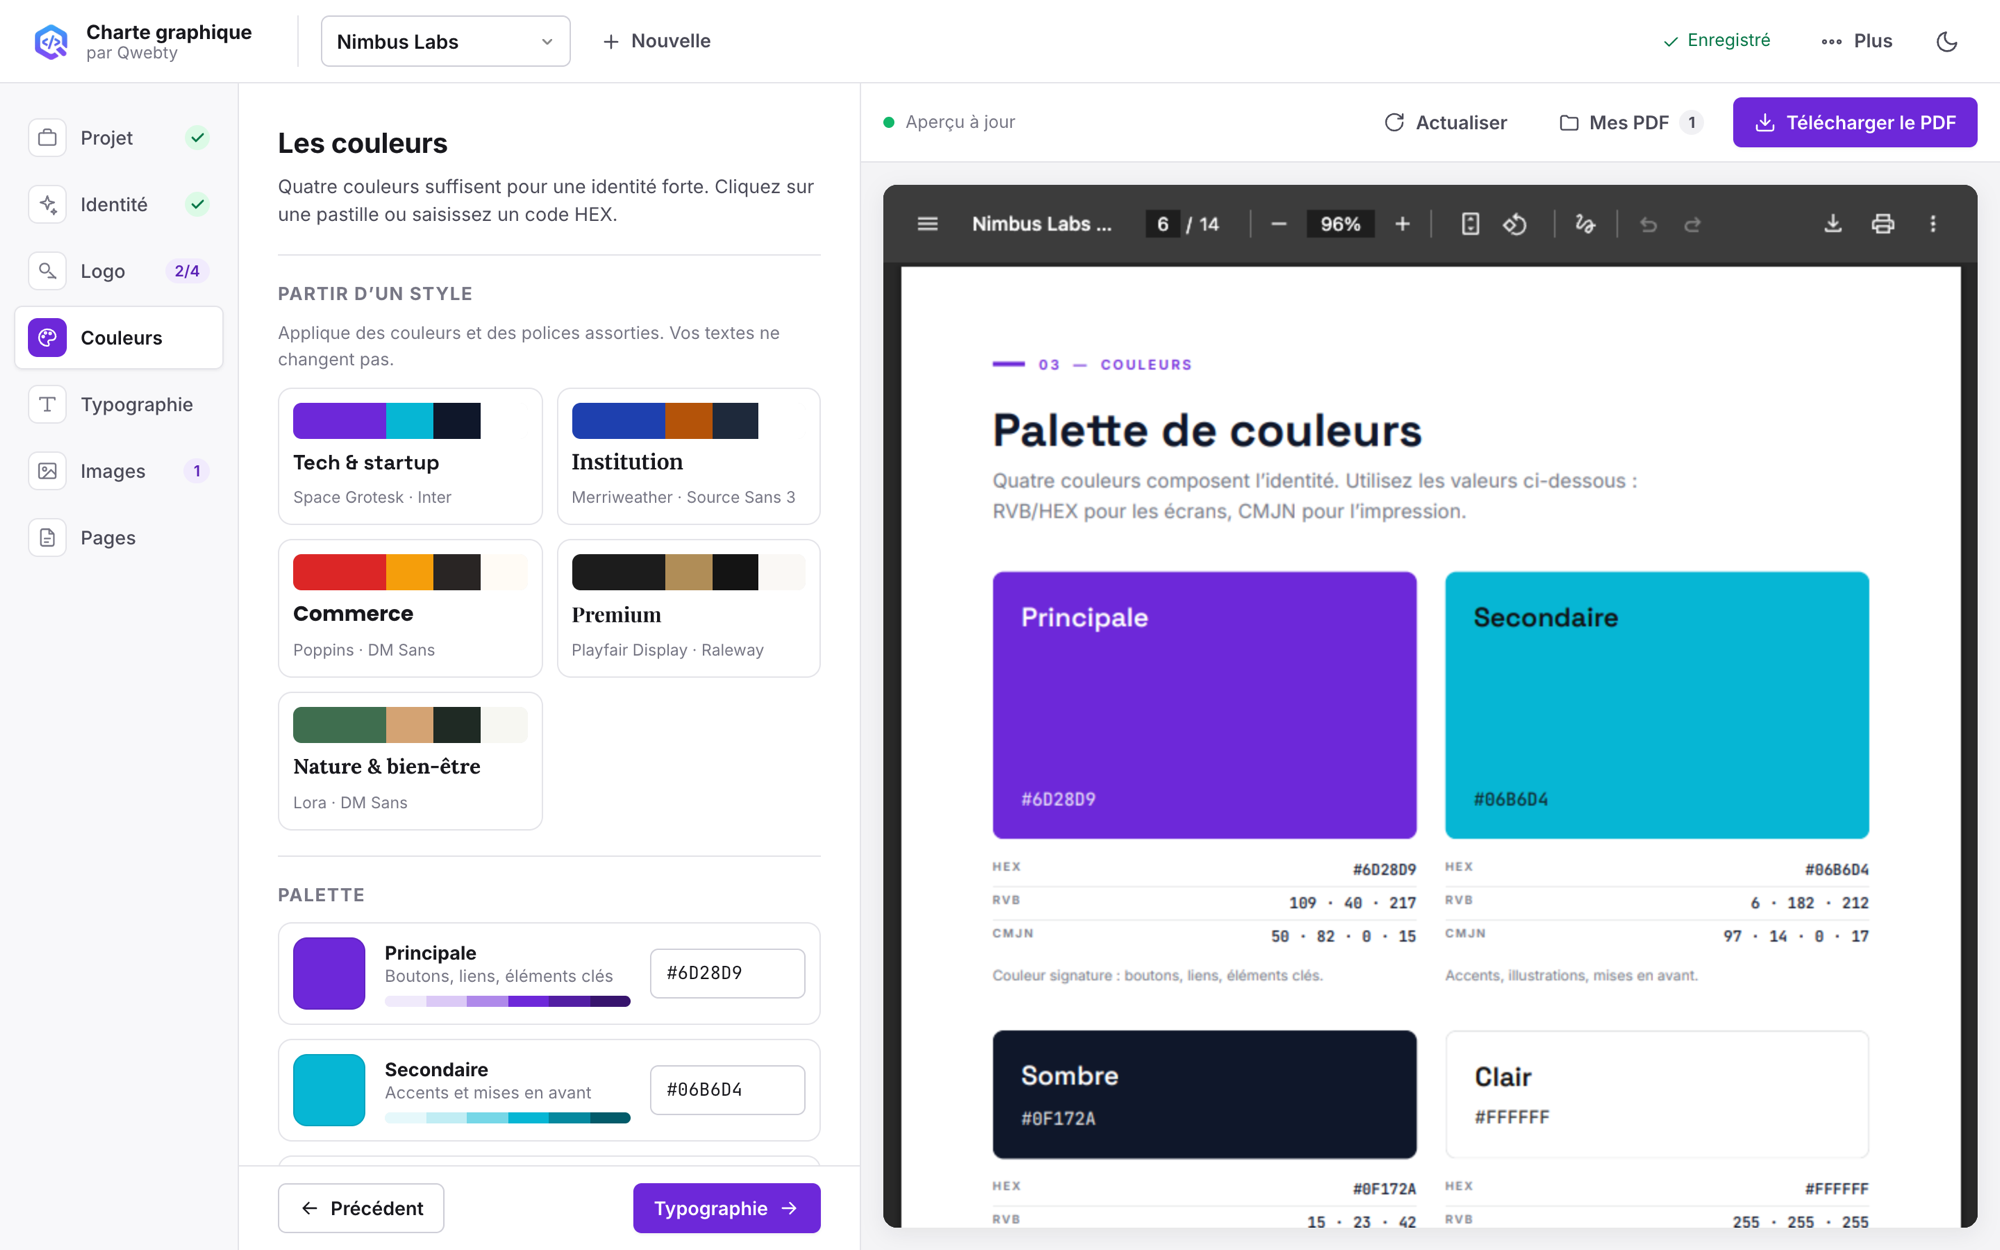 Charte graphique
par Qwebty
Nimbus Labs
Nouvelle
Enregistré
Plus
Projet
Identité
Logo
2/4
Couleurs
Typographie
Images
1
Pages
Les couleurs
Quatre couleurs suffisent pour une identité forte. Cliquez sur
une pastille ou saisissez un code HEX.
PARTIR D’UN STYLE
Applique des couleurs et des polices assorties. Vos textes ne
changent pas.
Tech & startup
Space Grotesk · Inter
Institution
Merriweather · Source Sans 3
Commerce
Poppins · DM Sans
Premium
Playfair Display · Raleway
Nature & bien-être
Lora · DM Sans
PALETTE
Principale
Boutons, liens, éléments clés
#6D28D9
Secondaire
Accents et mises en avant
#06B6D4
Précédent
Typographie
Aperçu à jour
Actualiser
Mes PDF
1
Télécharger le PDF
Nimbus Labs ...
6 / 14
96%
03 — COULEURS
Palette de couleurs
Quatre couleurs composent l’identité. Utilisez les valeurs ci-dessous :
RVB/HEX pour les écrans, CMJN pour l’impression.
Principale
#6D28D9
HEX #6D28D9
RVB 109 · 40 · 217
CMJN 50 · 82 · 0 · 15
Couleur signature : boutons, liens, éléments clés.
Secondaire
#06B6D4
HEX #06B6D4
RVB 6 · 182 · 212
CMJN 97 · 14 · 0 · 17
Accents, illustrations, mises en avant.
Sombre
#0F172A
HEX #0F172A
RVB 15 · 23 · 42
Clair
#FFFFFF
HEX #FFFFFF
RVB 255 · 255 · 255